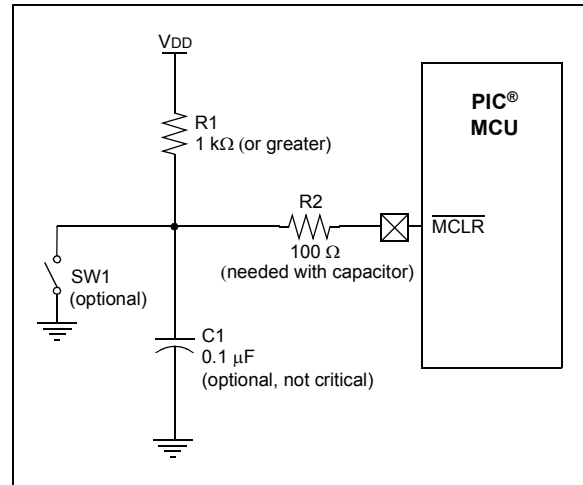 VDD
PIC®
MCU
R1
1 kΩ (or greater)
R2
MCLR
100 Ω
(needed with capacitor)
SW1
(optional)
C1
0.1 μF
(optional, not critical)